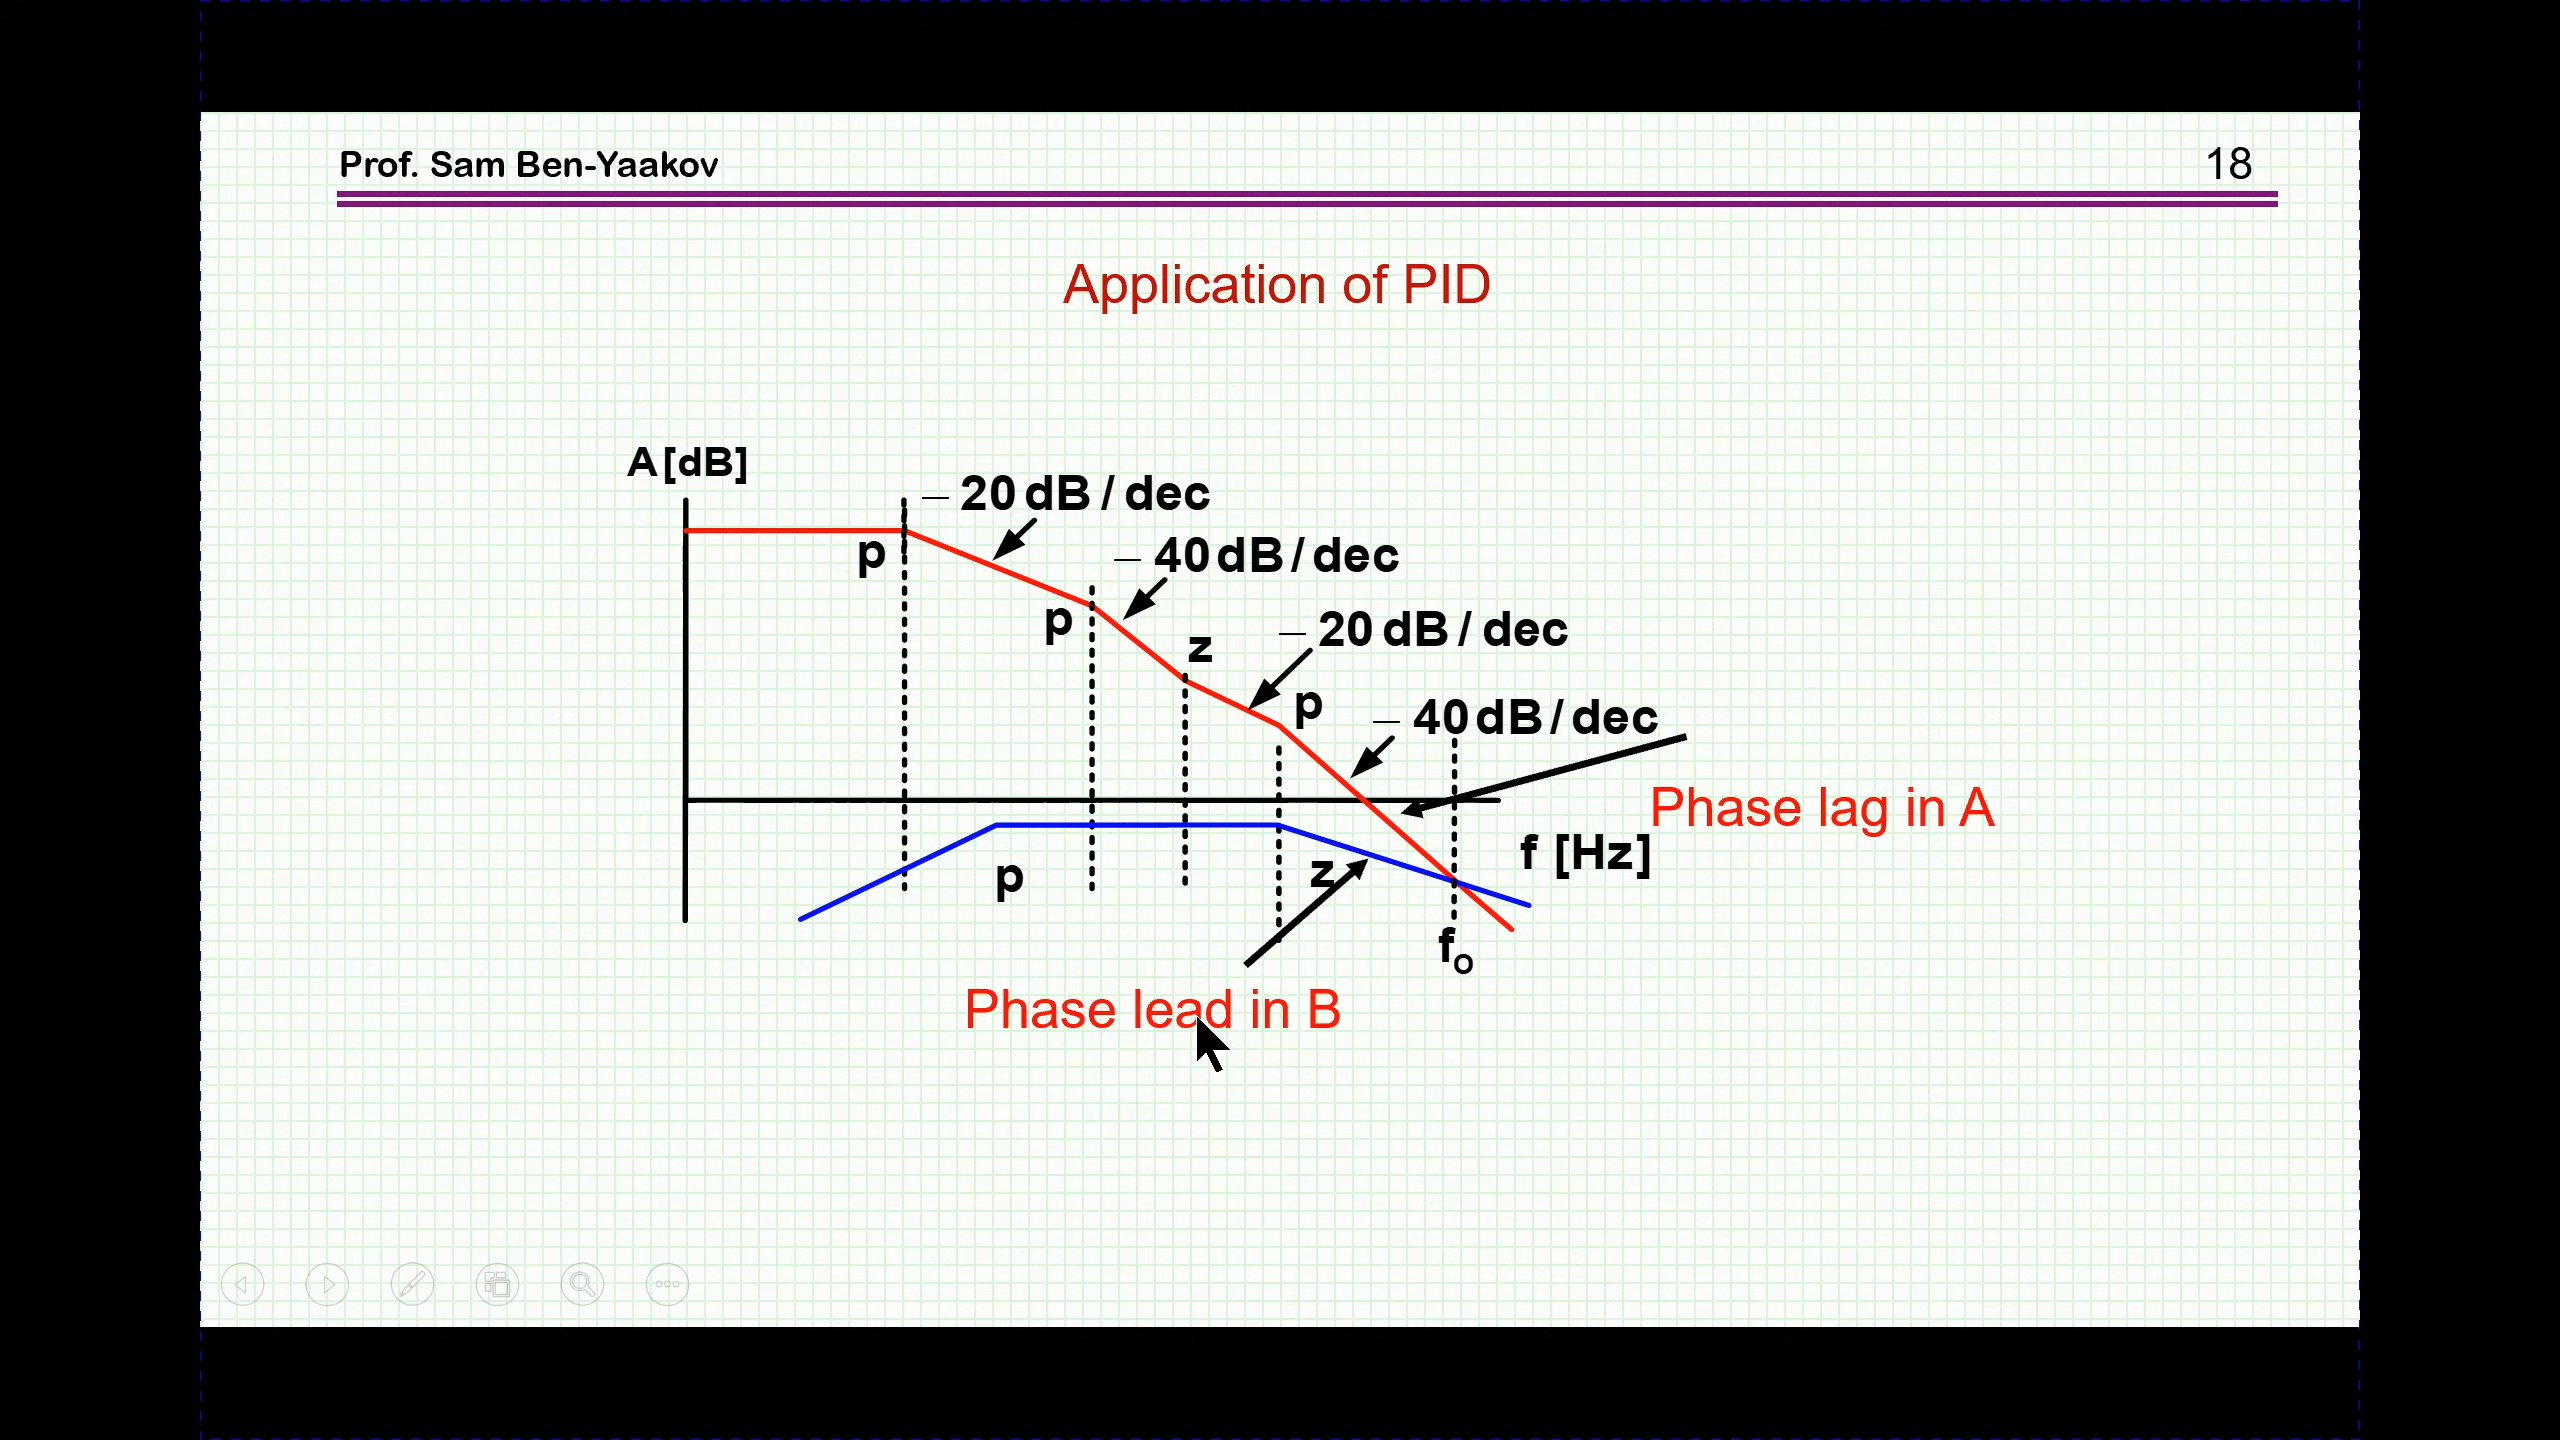 Prof. Sam Ben-Yaakov
18
Application of PID
A [dB]
– 20 dB / dec
p
– 40 dB / dec
p
z
– 20 dB / dec
p
– 40 dB / dec
Phase lag in A
f [Hz]
p
z
fo
Phase lead in B